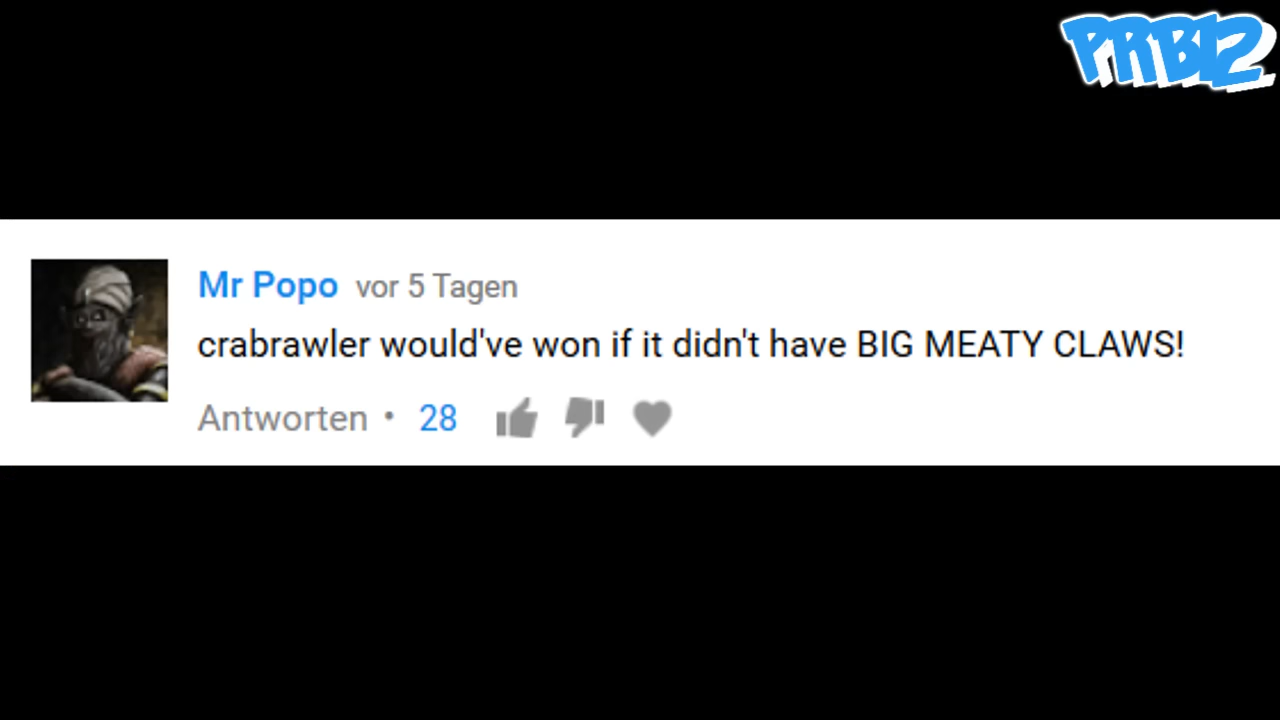 PRB12
Mr Popo vor 5 Tagen
crabrawler would've won if it didn't have BIG MEATY CLAWS!
Antworten • 28